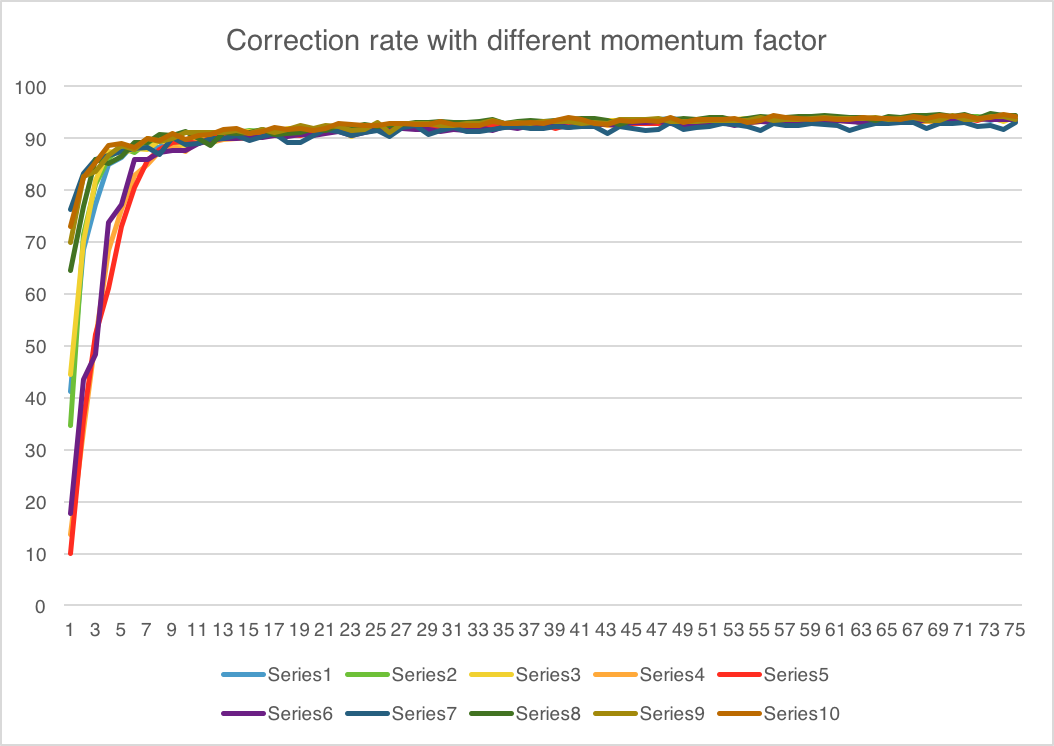 Correction rate with different momentum factor
100
90
80
70
60
50
40
30
20
10
0
1 3 5 7 9 11 13 15 17 19 21 23 25 27 29 31 33 35 37 39 41 43 45 47 49 51 53 55 57 59 61 63 65 67 69 71 73 75
Series1 Series2 Series3 Series4 Series5
Series6 Series7 Series8 Series9 Series10